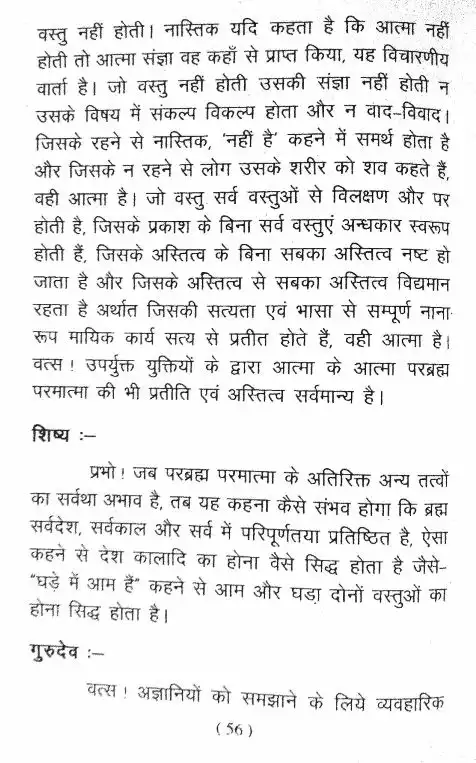 वस्तु नहीं होती। नास्तिक यदि कहता है कि आत्मा नहीं
होती तो आत्मा संज्ञा वह कहाँ से प्राप्त किया, यह विचारणीय
वार्ता है। जो वस्तु नहीं होती उसकी संज्ञा नहीं होती न
उसके विषय में संकल्प विकल्प होता और न वाद-विवाद।
जिसके रहने से नास्तिक, 'नहीं है' कहने में समर्थ होता है
और जिसके न रहने से लोग उसके शरीर को शव कहते हैं,
वही आत्मा है। जो वस्तु सर्व वस्तुओं से विलक्षण और पर
होती है, जिसके प्रकाश के बिना सर्व वस्तुएं अन्धकार स्वरूप
होती हैं, जिसके अस्तित्व के बिना सबका अस्तित्व नष्ट हो
जाता है और जिसके अस्तित्व से सबका अस्तित्व विद्यमान
रहता है अर्थात जिसकी सत्यता एवं भासा से सम्पूर्ण नाना
रूप मायिक कार्य सत्य से प्रतीत होते हैं, वही आत्मा है।
वत्स! उपर्युक्त युक्तियों के द्वारा आत्मा के आत्मा परब्रह्म
परमात्मा की भी प्रतीति एवं अस्तित्व सर्वमान्य है।
शिष्य :–
प्रभो! जब परब्रह्म परमात्मा के अतिरिक्त अन्य तत्वों
का सर्वथा अभाव है, तब यह कहना कैसे संभव होगा कि ब्रह्म
सर्वदेश, सर्वकाल और सर्व में परिपूर्णतया प्रतिष्ठित है, ऐसा
कहने से देश कालादि का होना वैसे सिद्ध होता है जैसे-
"घड़े में आम हैं" कहने से आम और घड़ा दोनों वस्तुओं का
होना सिद्ध होता है।
गुरुदेव :–
वत्स! अज्ञानियों को समझाने के लिये व्यवहारिक
(56)